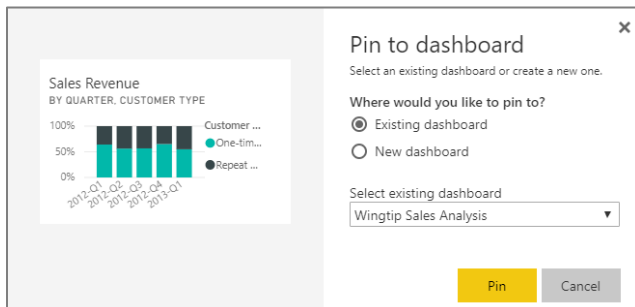 Sales Revenue
BY QUARTER, CUSTOMER TYPE
100%
50%
0%
2012-Q1
2012-Q2
2012-Q3
2012-Q4
2013-Q1
Customer ...
One-tim...
Repeat ...
Pin to dashboard
Select an existing dashboard or create a new one.
Where would you like to pin to?
Existing dashboard
New dashboard
Select existing dashboard
Wingtip Sales Analysis
Pin
Cancel